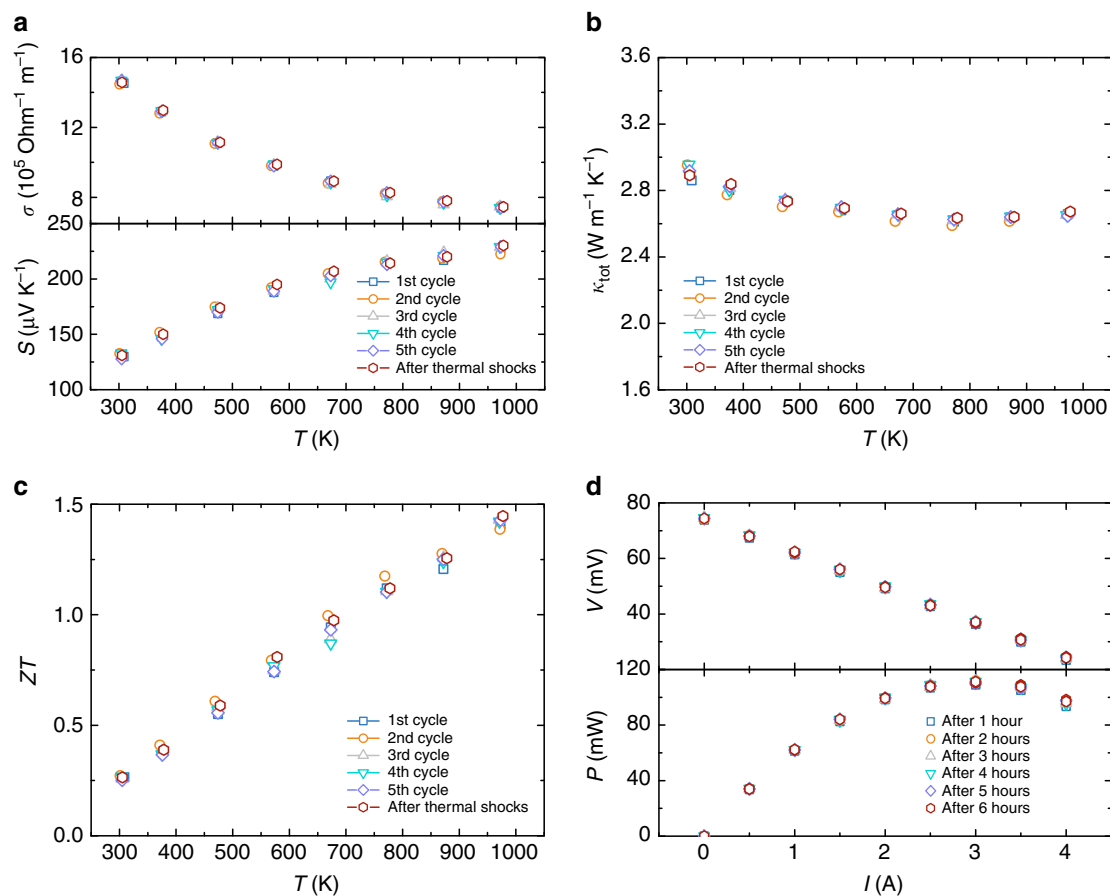 a
16
12
8
σ (10⁵ Ohm⁻¹ m⁻¹)
250
200
150
100
S (μV K⁻¹)
1st cycle
2nd cycle
3rd cycle
4th cycle
5th cycle
After thermal shocks
300 400 500 600 700 800 900 1000
T (K)
b
3.6
3.2
2.8
2.4
2.0
1.6
κtot (W m⁻¹ K⁻¹)
1st cycle
2nd cycle
3rd cycle
4th cycle
5th cycle
After thermal shocks
300 400 500 600 700 800 900 1000
T (K)
c
1.5
1.0
0.5
0.0
ZT
1st cycle
2nd cycle
3rd cycle
4th cycle
5th cycle
After thermal shocks
300 400 500 600 700 800 900 1000
T (K)
d
80
60
40
V (mV)
120
80
40
0
P (mW)
After 1 hour
After 2 hours
After 3 hours
After 4 hours
After 5 hours
After 6 hours
0 1 2 3 4
I (A)